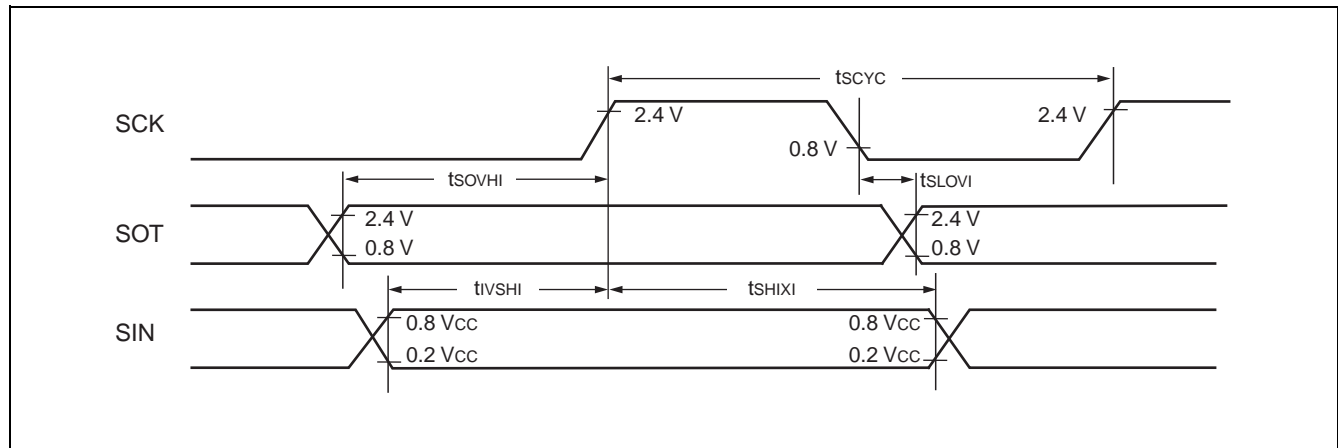 tSCYC
SCK
2.4 V
0.8 V
2.4 V
tSOVHI
tSLOVI
SOT
2.4 V
0.8 V
2.4 V
0.8 V
tIVSHI
tSHIXI
SIN
0.8 VCC
0.2 VCC
0.8 VCC
0.2 VCC